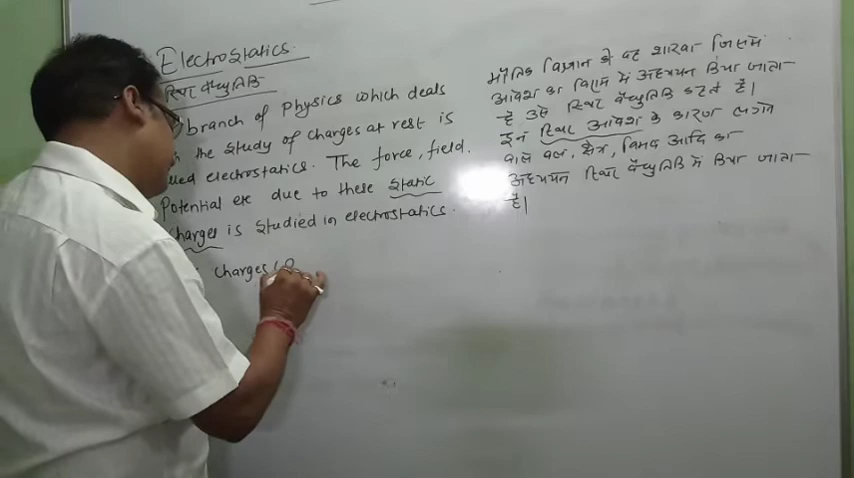 Electrostatics.
स्थिर वैद्युतिकि
branch of Physics which deals
the study of charges at rest is
electrostatics. The force, field.
Potential etc due to these static
charges is studied in electrostatics.
charges
भौतिक विज्ञान की वह शाखा जिसमें
आवेश का विराम में अध्ययन किया जाता
है उसे स्थिर वैद्युतिकि कहते हैं।
इन स्थिर आवेश के कारण लगने
वाले बल, क्षेत्र, विभव आदि का
अध्ययन स्थिर वैद्युतिकि में किया जाता
है।